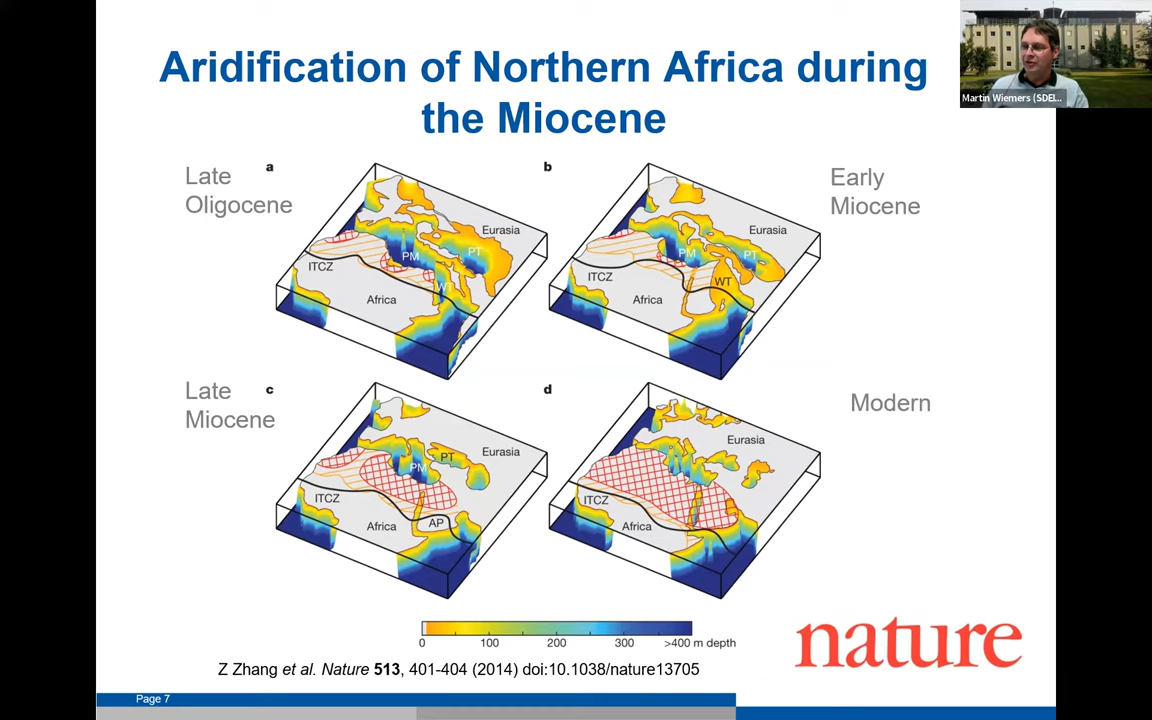 Aridification of Northern Africa during
the Miocene
Martin Wiemers (SDEI...
Late
Oligocene
a
Eurasia
PM
PT
WT
ITCZ
Africa
b
Early
Miocene
Eurasia
PM
PT
WT
ITCZ
Africa
Late
Miocene
c
Eurasia
PT
PM
ITCZ
Africa
AP
d
Modern
Eurasia
ITCZ
Africa
0 100 200 300 >400 m depth
nature
Z Zhang et al. Nature 513, 401-404 (2014) doi:10.1038/nature13705
Page 7